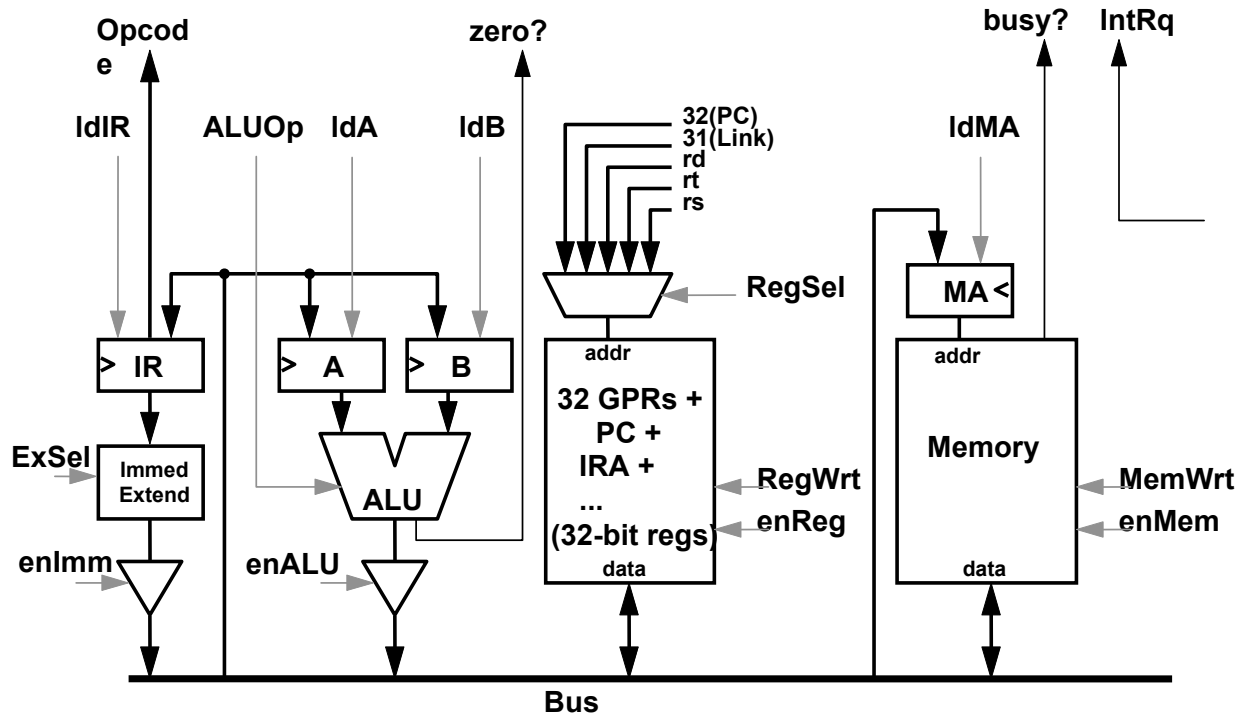 Opcod
e
zero?
busy?
IntRq
ldIR
ALUOp
ldA
ldB
32(PC)
31(Link)
rd
rt
rs
ldMA
RegSel
MA <
> IR
> A
> B
addr
addr
32 GPRs +
PC +
IRA +
...
(32-bit regs)
data
Memory
data
ExSel
Immed
Extend
ALU
RegWrt
MemWrt
enReg
enMem
enImm
enALU
Bus